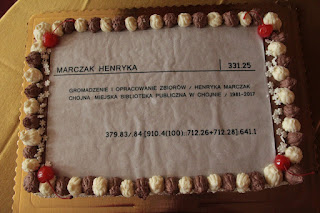 MARCZAK HENRYKA 331.25
GROMADZENIE I OPRACOWANIE ZBIORÓW / HENRYKA MARCZAK.
CHOJNA: MIEJSKA BIBLIOTEKA PUBLICZNA W CHOJNIE / 1981-2017
379.83/.84:[910.4(100)::712.26+712.28].641.1